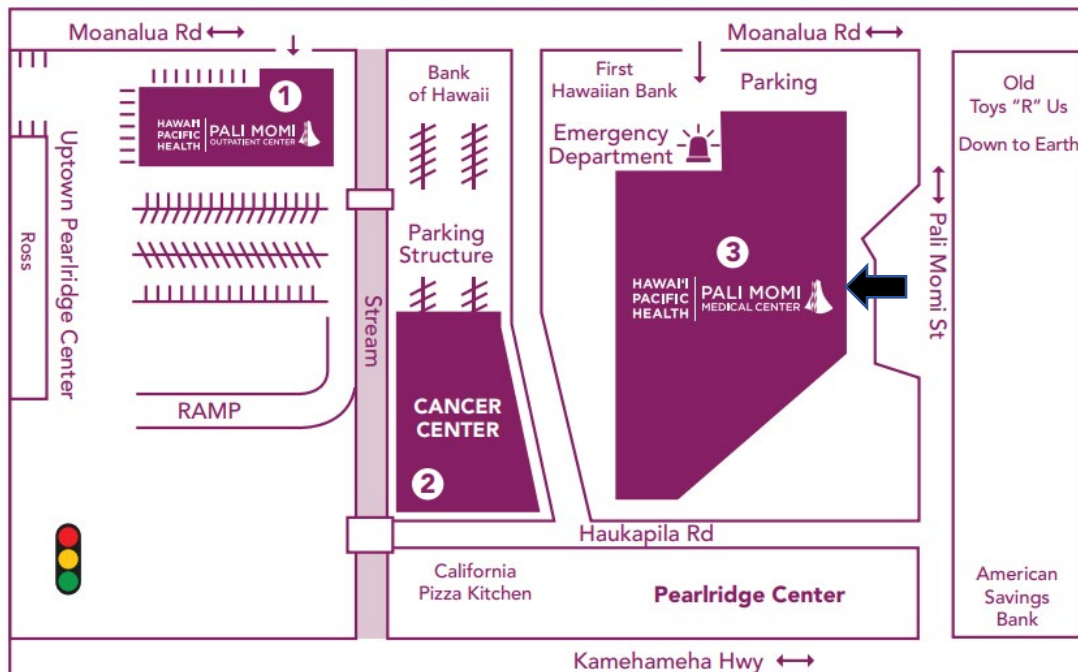 Moanalua Rd
Moanalua Rd
1
HAWAI'I
PACIFIC
HEALTH
PALI MOMI
OUTPATIENT CENTER
Bank
of Hawaii
First
Hawaiian Bank
Parking
Emergency
Department
Old
Toys "R" Us
Down to Earth
Uptown Pearlridge Center
Ross
Parking
Structure
Stream
3
HAWAI'I
PACIFIC
HEALTH
PALI MOMI
MEDICAL CENTER
Pali Momi St
RAMP
CANCER
CENTER
2
Haukapila Rd
California
Pizza Kitchen
Pearlridge Center
American
Savings
Bank
Kamehameha Hwy